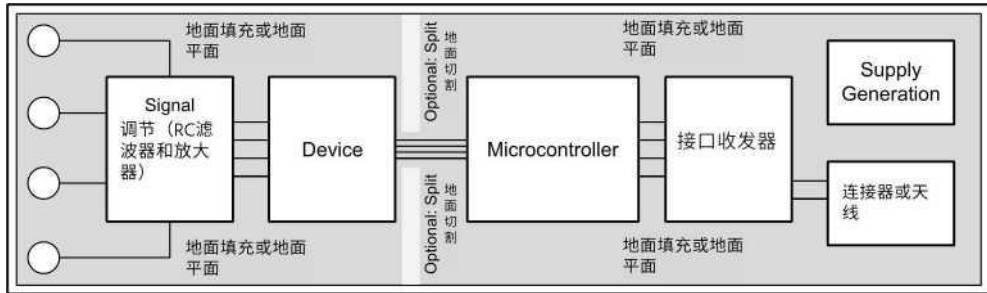 地面填充或地面
平面
Signal
调节（RC滤
波器和放大
器）
地面填充或地面
平面
Device
Optional: Split
地面切割
Optional: Split
地面切割
Microcontroller
地面填充或地面
平面
接口收发器
地面填充或地面
平面
Supply
Generation
连接器或天
线